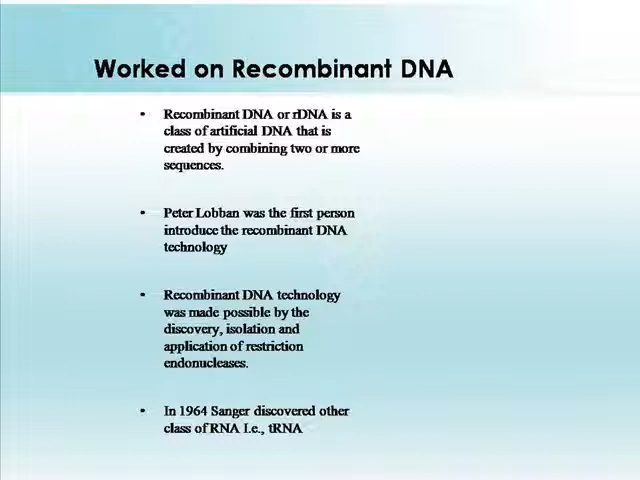 Worked on Recombinant DNA
• Recombinant DNA or rDNA is a
class of artificial DNA that is
created by combining two or more
sequences.
• Peter Lobban was the first person
introduce the recombinant DNA
technology
• Recombinant DNA technology
was made possible by the
discovery, isolation and
application of restriction
endonucleases.
• In 1964 Sanger discovered other
class of RNA I.e., tRNA